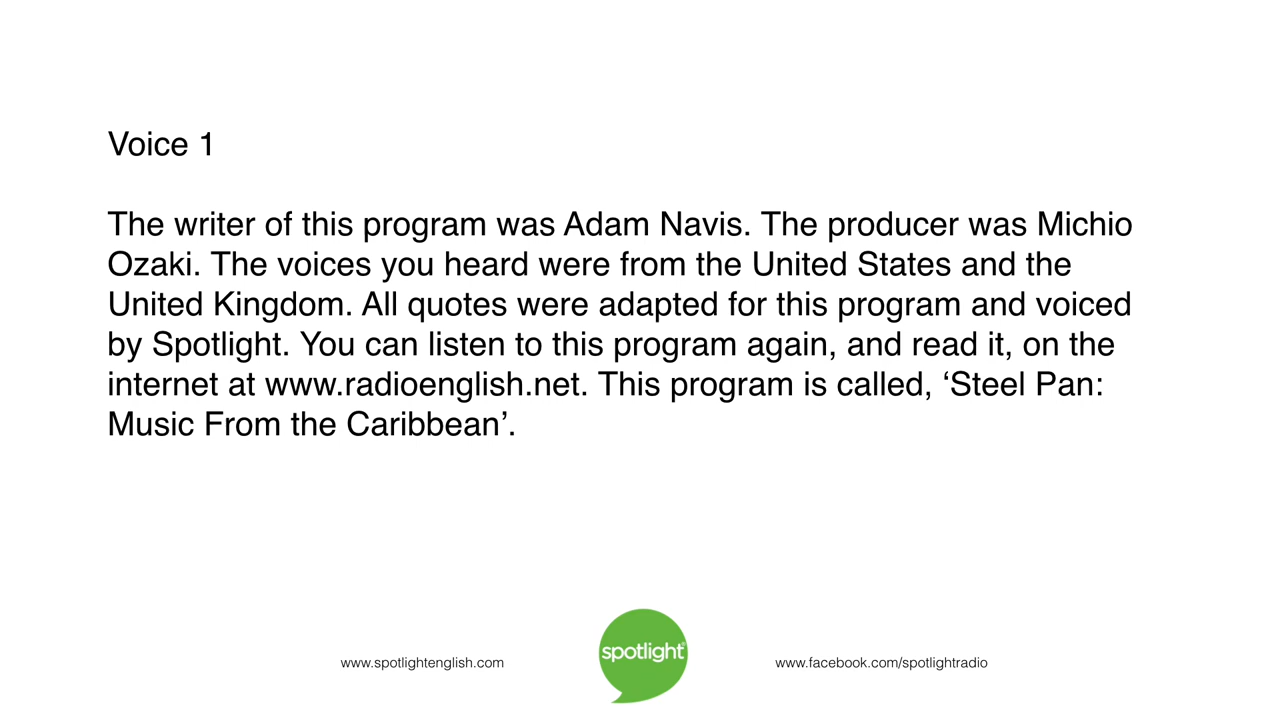 Voice 1
The writer of this program was Adam Navis. The producer was Michio
Ozaki. The voices you heard were from the United States and the
United Kingdom. All quotes were adapted for this program and voiced
by Spotlight. You can listen to this program again, and read it, on the
internet at www.radioenglish.net. This program is called, ‘Steel Pan:
Music From the Caribbean’.
www.spotlightenglish.com
spotlight®
www.facebook.com/spotlightradio